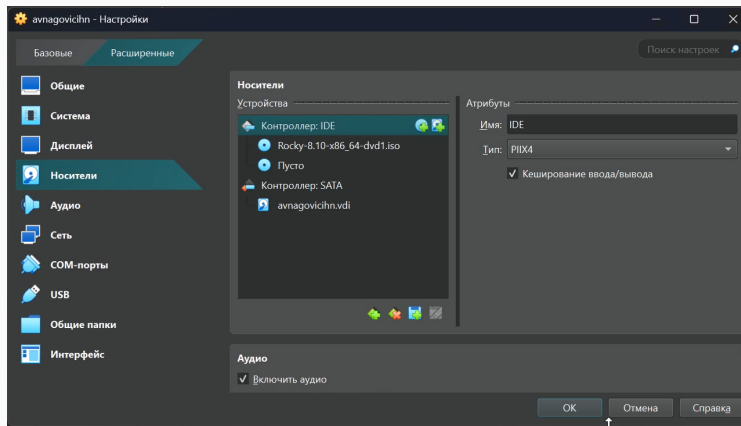 avnagovicihn - Настройки
Базовые Расширенные Поиск настроек
Общие
Система
Дисплей
Носители
Аудио
Сеть
COM-порты
USB
Общие папки
Интерфейс
Носители
Устройства
Контроллер: IDE
Rocky-8.10-x86_64-dvd1.iso
Пусто
Контроллер: SATA
avnagovicihn.vdi
Атрибуты
Имя: IDE
Тип: PIIX4
Кеширование ввода/вывода
Аудио
Включить аудио
OK Отмена Справка